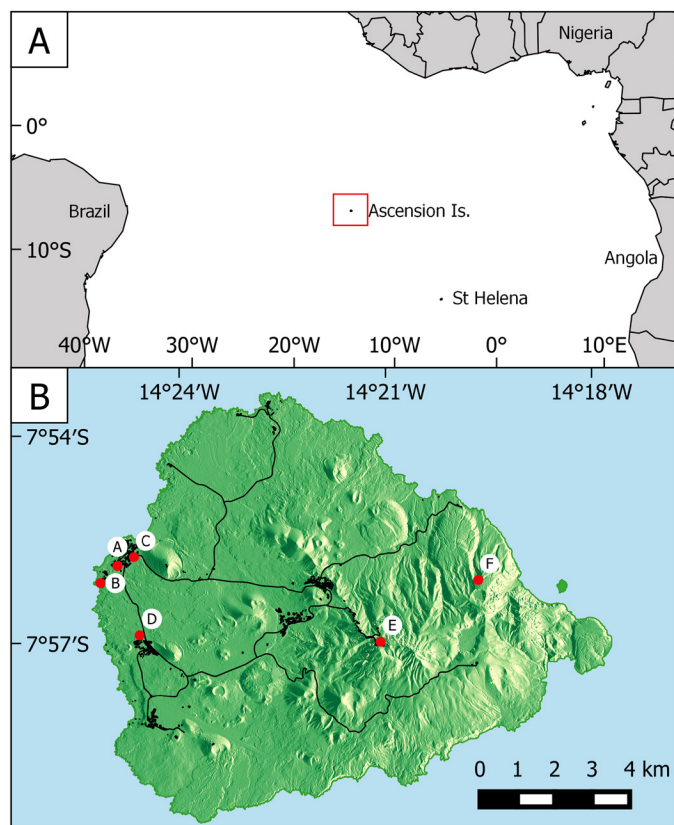 A
Nigeria
0°
Brazil
Ascension Is.
10°S
Angola
St Helena
40°W 30°W 20°W 10°W 0° 10°E
B
14°24'W 14°21'W 14°18'W
7°54'S
A C
B
F
D
E
7°57'S
0 1 2 3 4 km